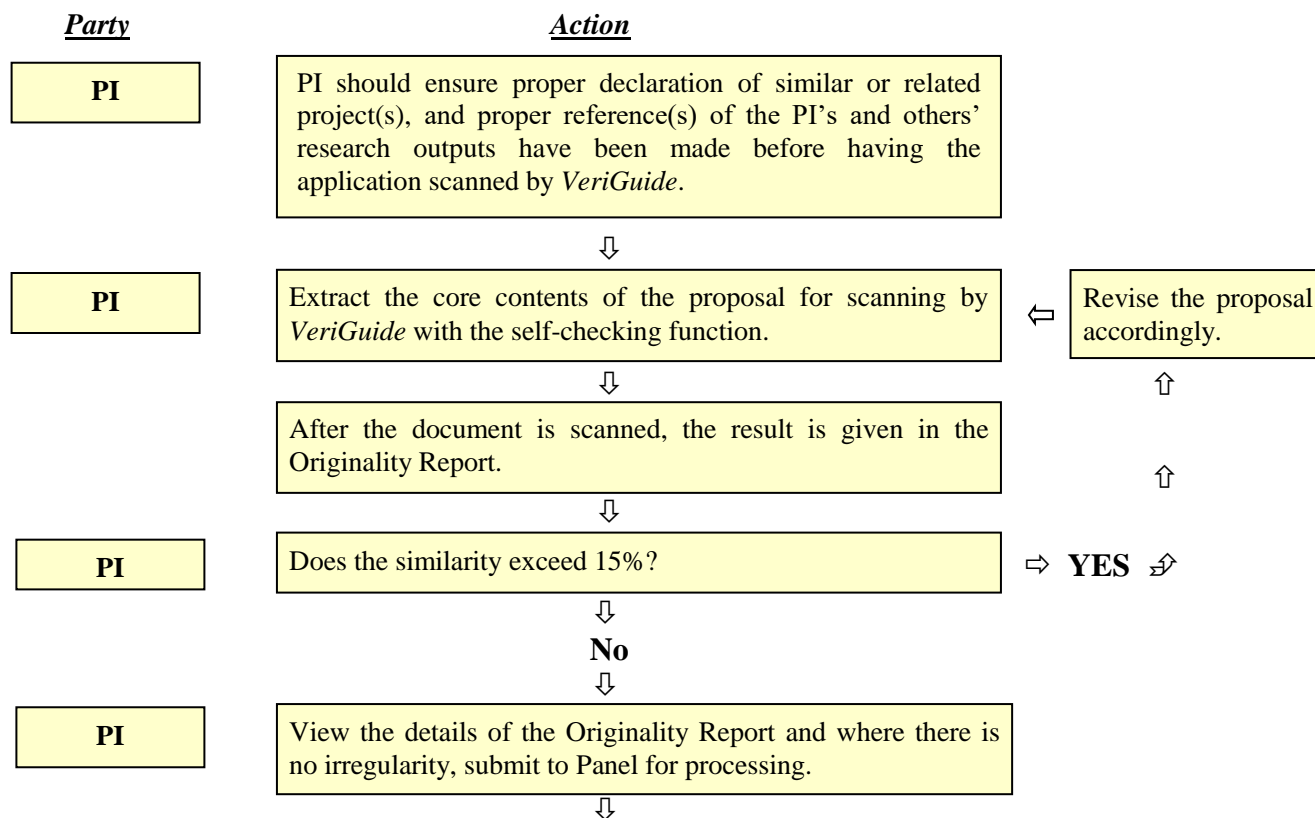 Party Action
PI
PI should ensure proper declaration of similar or related
project(s), and proper reference(s) of the PI’s and others’
research outputs have been made before having the
application scanned by VeriGuide.
⇩
PI
Extract the core contents of the proposal for scanning by
VeriGuide with the self-checking function.
⇦
Revise the proposal
accordingly.
⇩
⇧
After the document is scanned, the result is given in the
Originality Report.
⇧
⇩
PI
Does the similarity exceed 15%?
⇨ YES
⇩
No
⇩
PI
View the details of the Originality Report and where there is
no irregularity, submit to Panel for processing.
⇩